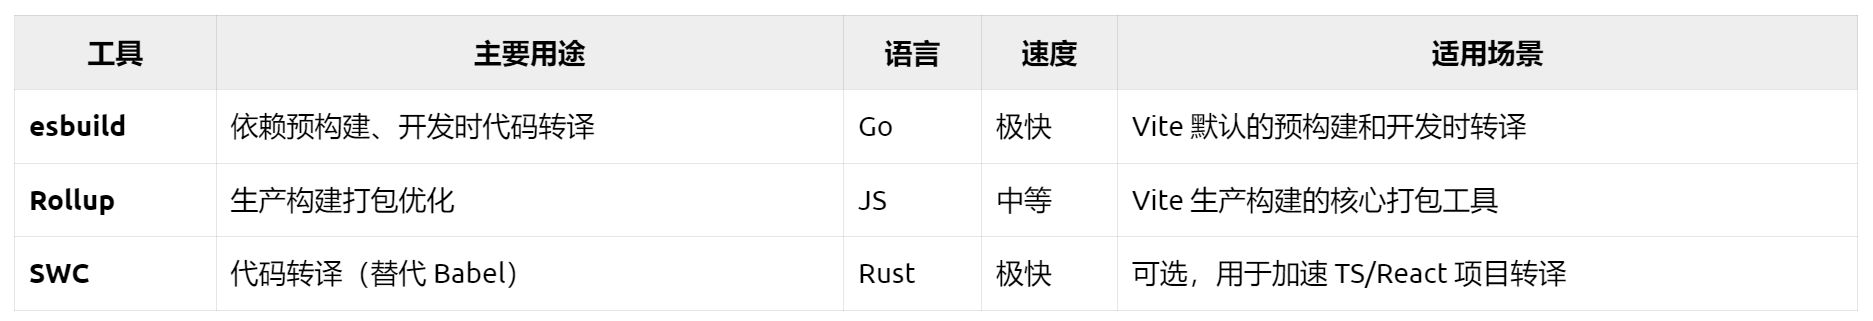 工具 主要用途 语言 速度 适用场景
esbuild 依赖预构建、开发时代码转译 Go 极快 Vite 默认的预构建和开发时转译
Rollup 生产构建打包优化 JS 中等 Vite 生产构建的核心打包工具
SWC 代码转译（替代 Babel） Rust 极快 可选，用于加速 TS/React 项目转译